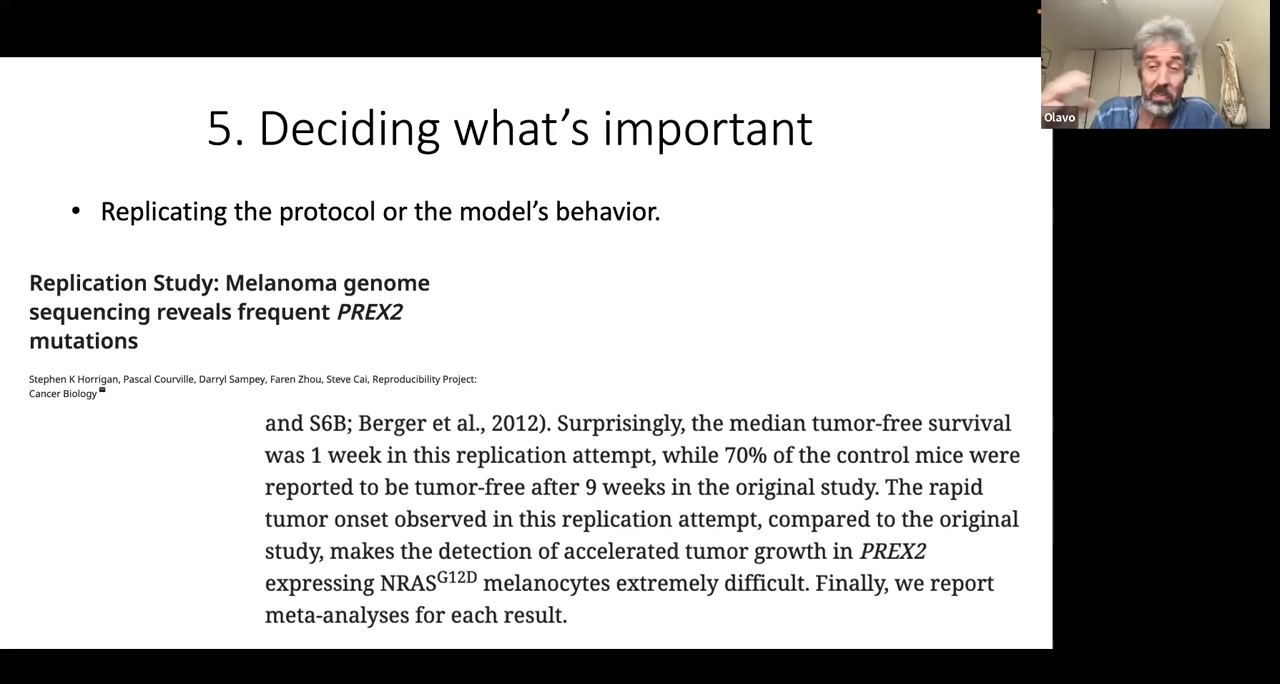 Olavo
5. Deciding what’s important
• Replicating the protocol or the model’s behavior.
Replication Study: Melanoma genome
sequencing reveals frequent PREX2
mutations
Stephen K Horrigan, Pascal Courville, Darryl Sampey, Faren Zhou, Steve Cai, Reproducibility Project:
Cancer Biology
and S6B; Berger et al., 2012). Surprisingly, the median tumor-free survival
was 1 week in this replication attempt, while 70% of the control mice were
reported to be tumor-free after 9 weeks in the original study. The rapid
tumor onset observed in this replication attempt, compared to the original
study, makes the detection of accelerated tumor growth in PREX2
expressing NRASG12D melanocytes extremely difficult. Finally, we report
meta-analyses for each result.